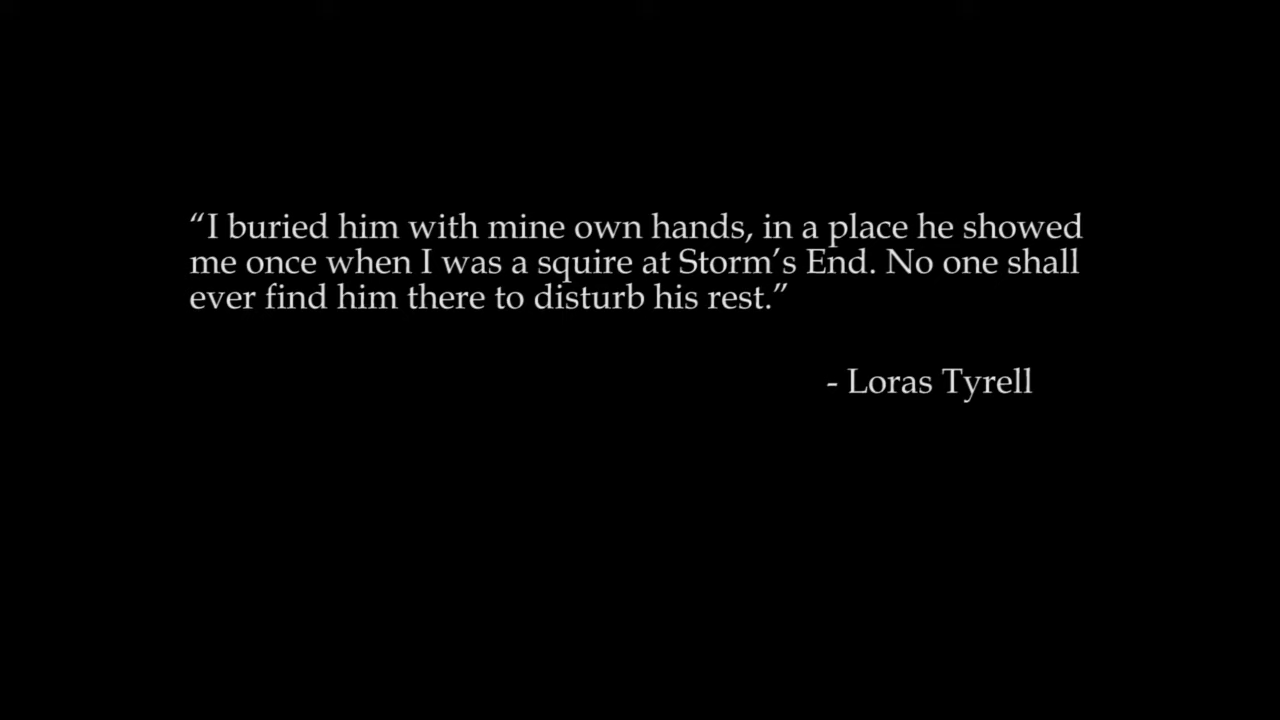 “I buried him with mine own hands, in a place he showed
me once when I was a squire at Storm’s End. No one shall
ever find him there to disturb his rest.”
- Loras Tyrell